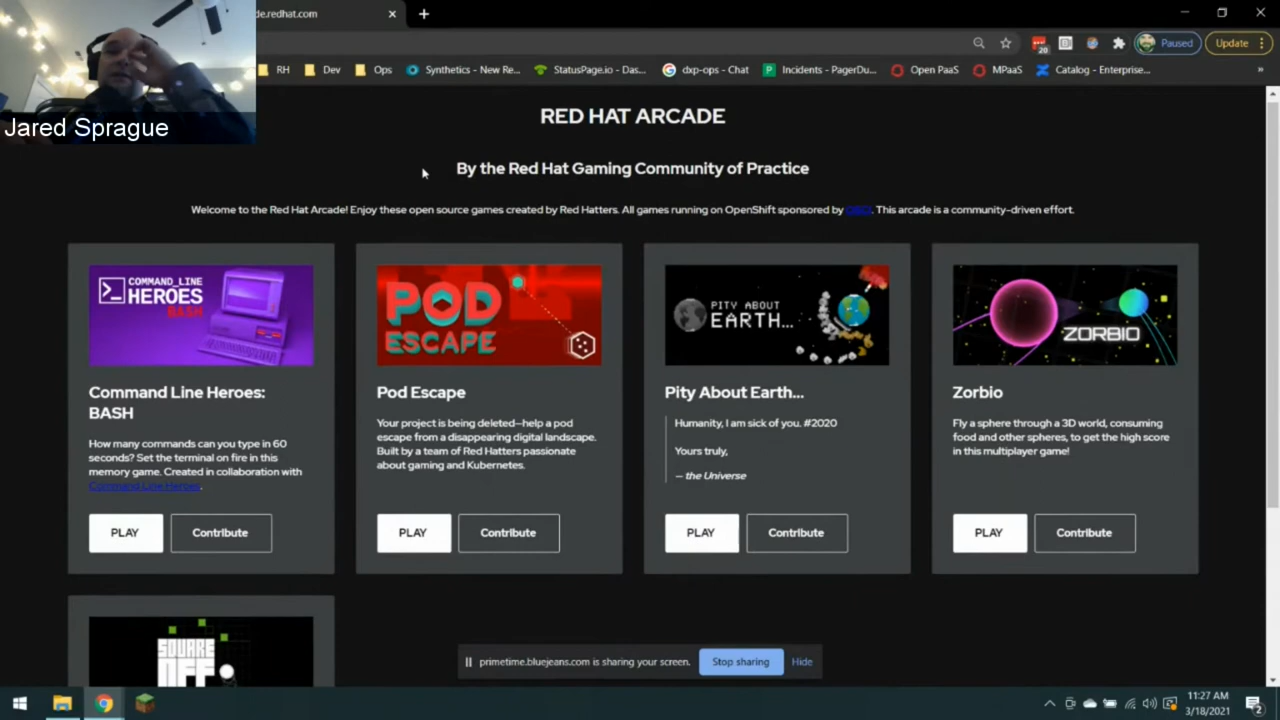 de.redhat.com
Jared Sprague
20
Paused
Update
RH
Dev
Ops
Synthetics - New Re...
StatusPage.io - Das...
dxp-ops - Chat
Incidents - PagerDu...
Open PaaS
MPaaS
Catalog - Enterprise...
»
RED HAT ARCADE
By the Red Hat Gaming Community of Practice
Welcome to the Red Hat Arcade! Enjoy these open source games created by Red Hatters. All games running on OpenShift sponsored by . This arcade is a community-driven effort.
COMMAND_LINE
HEROES
BASH
Command Line Heroes:
BASH
How many commands can you type in 60
seconds? Set the terminal on fire in this
memory game. Created in collaboration with
Command Line Heroes.
PLAY
Contribute
POD
ESCAPE
Pod Escape
Your project is being deleted—help a pod
escape from a disappearing digital landscape.
Built by a team of Red Hatters passionate
about gaming and Kubernetes.
PLAY
Contribute
PITY ABOUT
EARTH...
Pity About Earth...
Humanity, I am sick of you. #2020
Yours truly,
— the Universe
PLAY
Contribute
ZORBIO
Zorbio
Fly a sphere through a 3D world, consuming
food and other spheres, to get the high score
in this multiplayer game!
PLAY
Contribute
SQUARE
OFF
primetime.bluejeans.com is sharing your screen.
Stop sharing
Hide
11:27 AM
3/18/2021
2